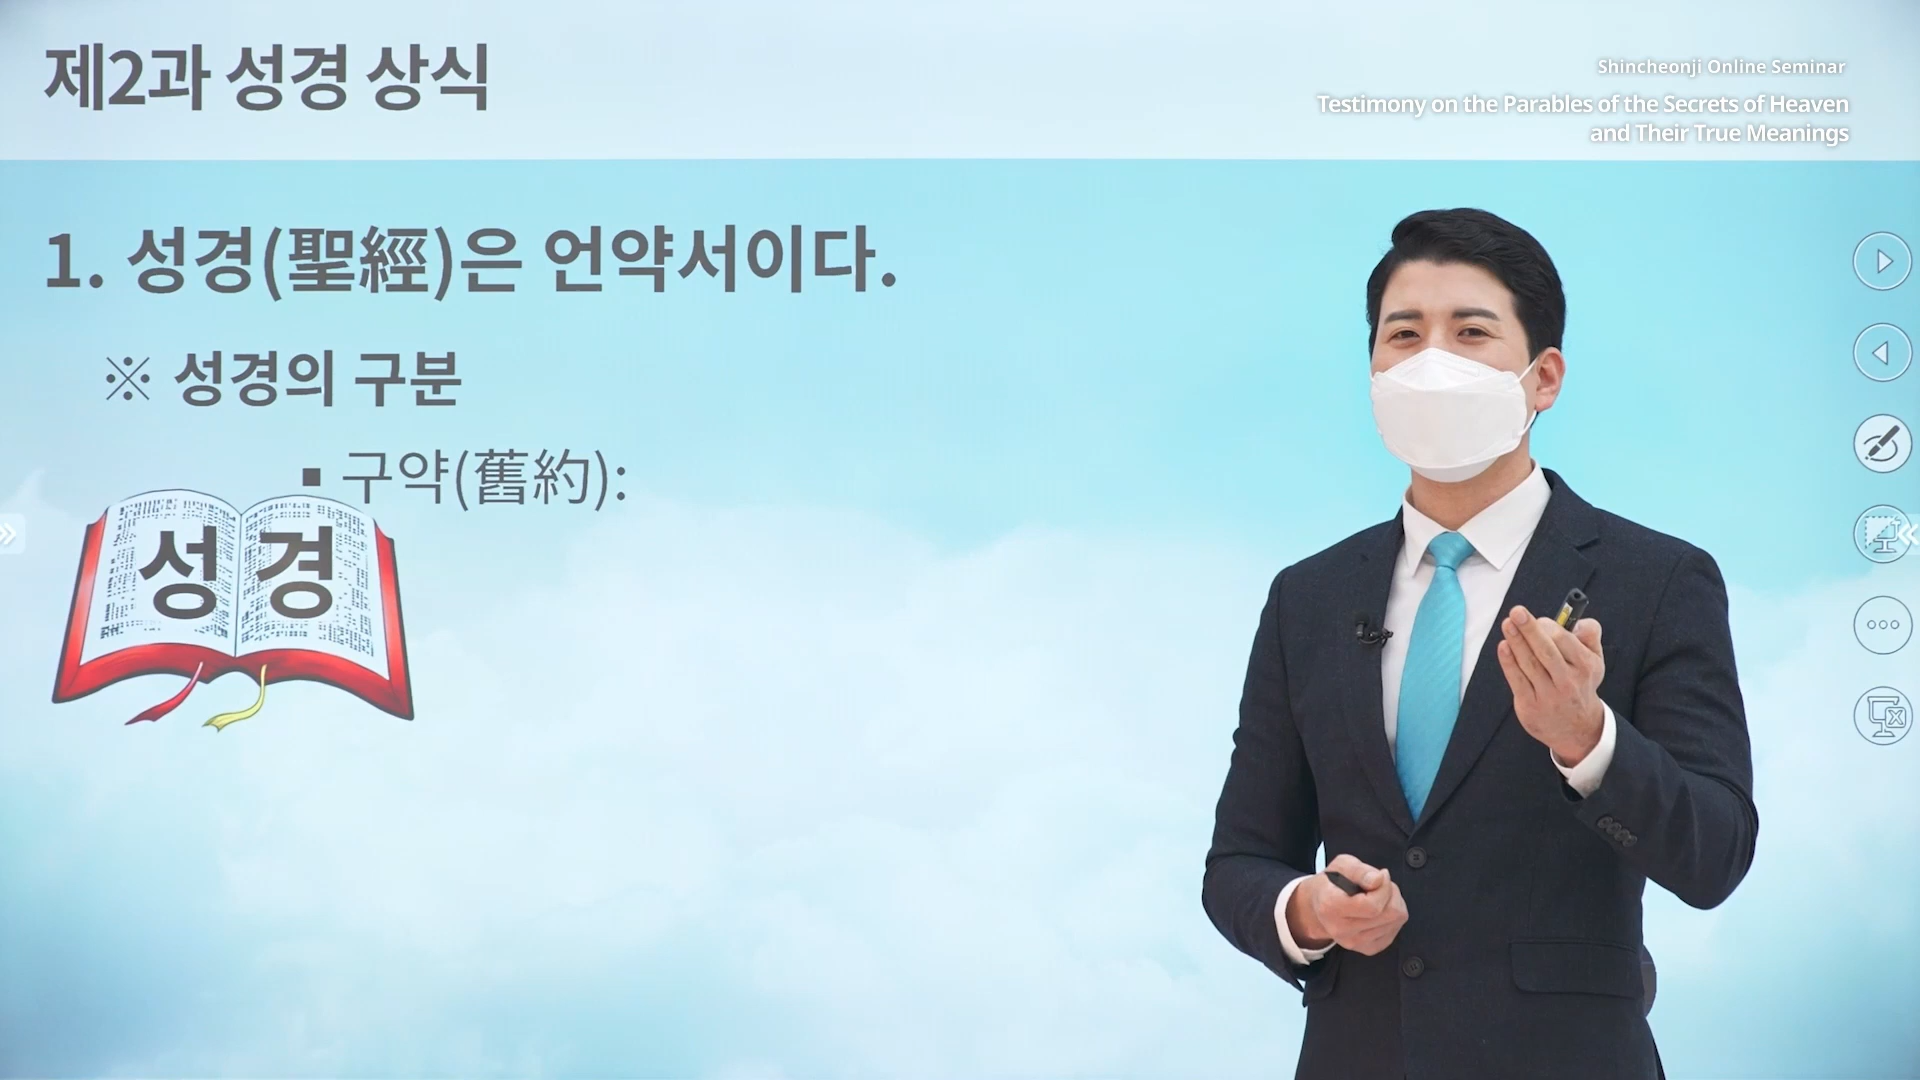 제2과 성경 상식
Shincheonji Online Seminar
Testimony on the Parables of the Secrets of Heaven
and Their True Meanings
1. 성경(聖經)은 언약서이다.
※ 성경의 구분
▪ 구약(舊約):
성경